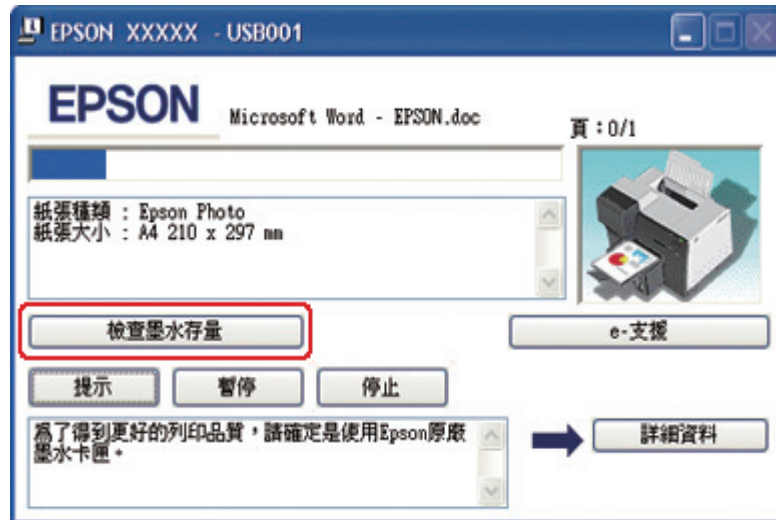 EPSON XXXXX - USB001
EPSON
Microsoft Word - EPSON.doc
頁：0/1
紙張種類 : Epson Photo
紙張大小 : A4 210 x 297 mm
檢查墨水存量
e-支援
提示
暫停
停止
為了得到更好的列印品質，請確定是使用Epson原廠
墨水卡匣。
詳細資料